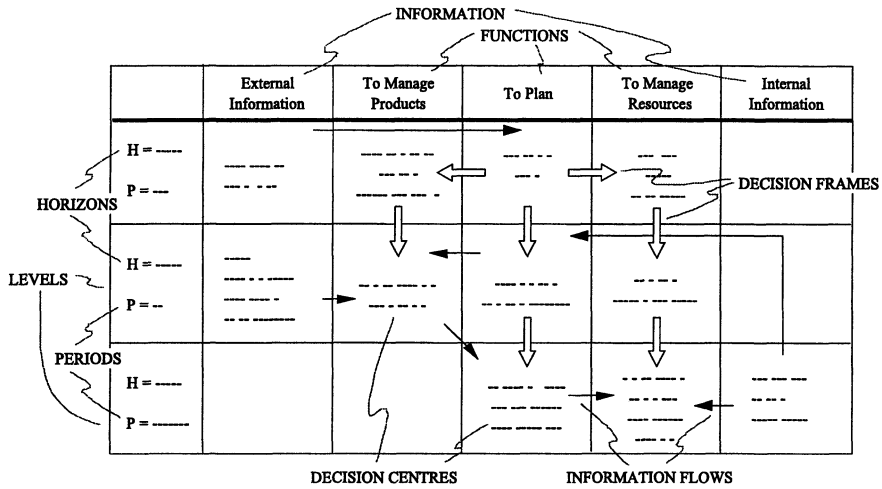 INFORMATION
FUNCTIONS
External
Information
To Manage
Products
To Plan
To Manage
Resources
Internal
Information
H =
P =
HORIZONS
DECISION FRAMES
H =
LEVELS
P =
PERIODS
H =
P =
DECISION CENTRES
INFORMATION FLOWS